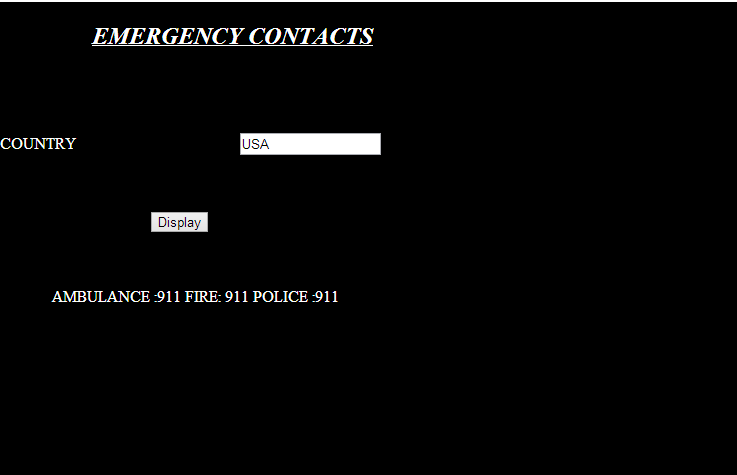 EMERGENCY CONTACTS
COUNTRY USA
Display
AMBULANCE :911 FIRE: 911 POLICE :911